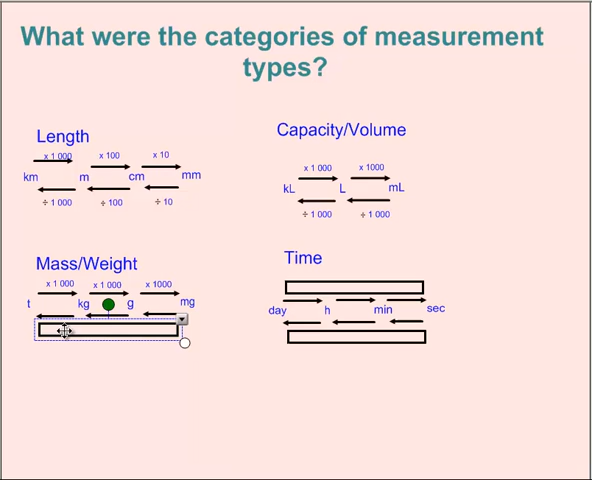 What were the categories of measurement
types?
Length
x 1 000 x 100 x 10
km m cm mm
÷ 1 000 ÷ 100 ÷ 10
Capacity/Volume
x 1 000 x 1000
kL L mL
÷ 1 000 ÷ 1 000
Mass/Weight
x 1 000 x 1 000 x 1000
t kg g mg
Time
day h min sec